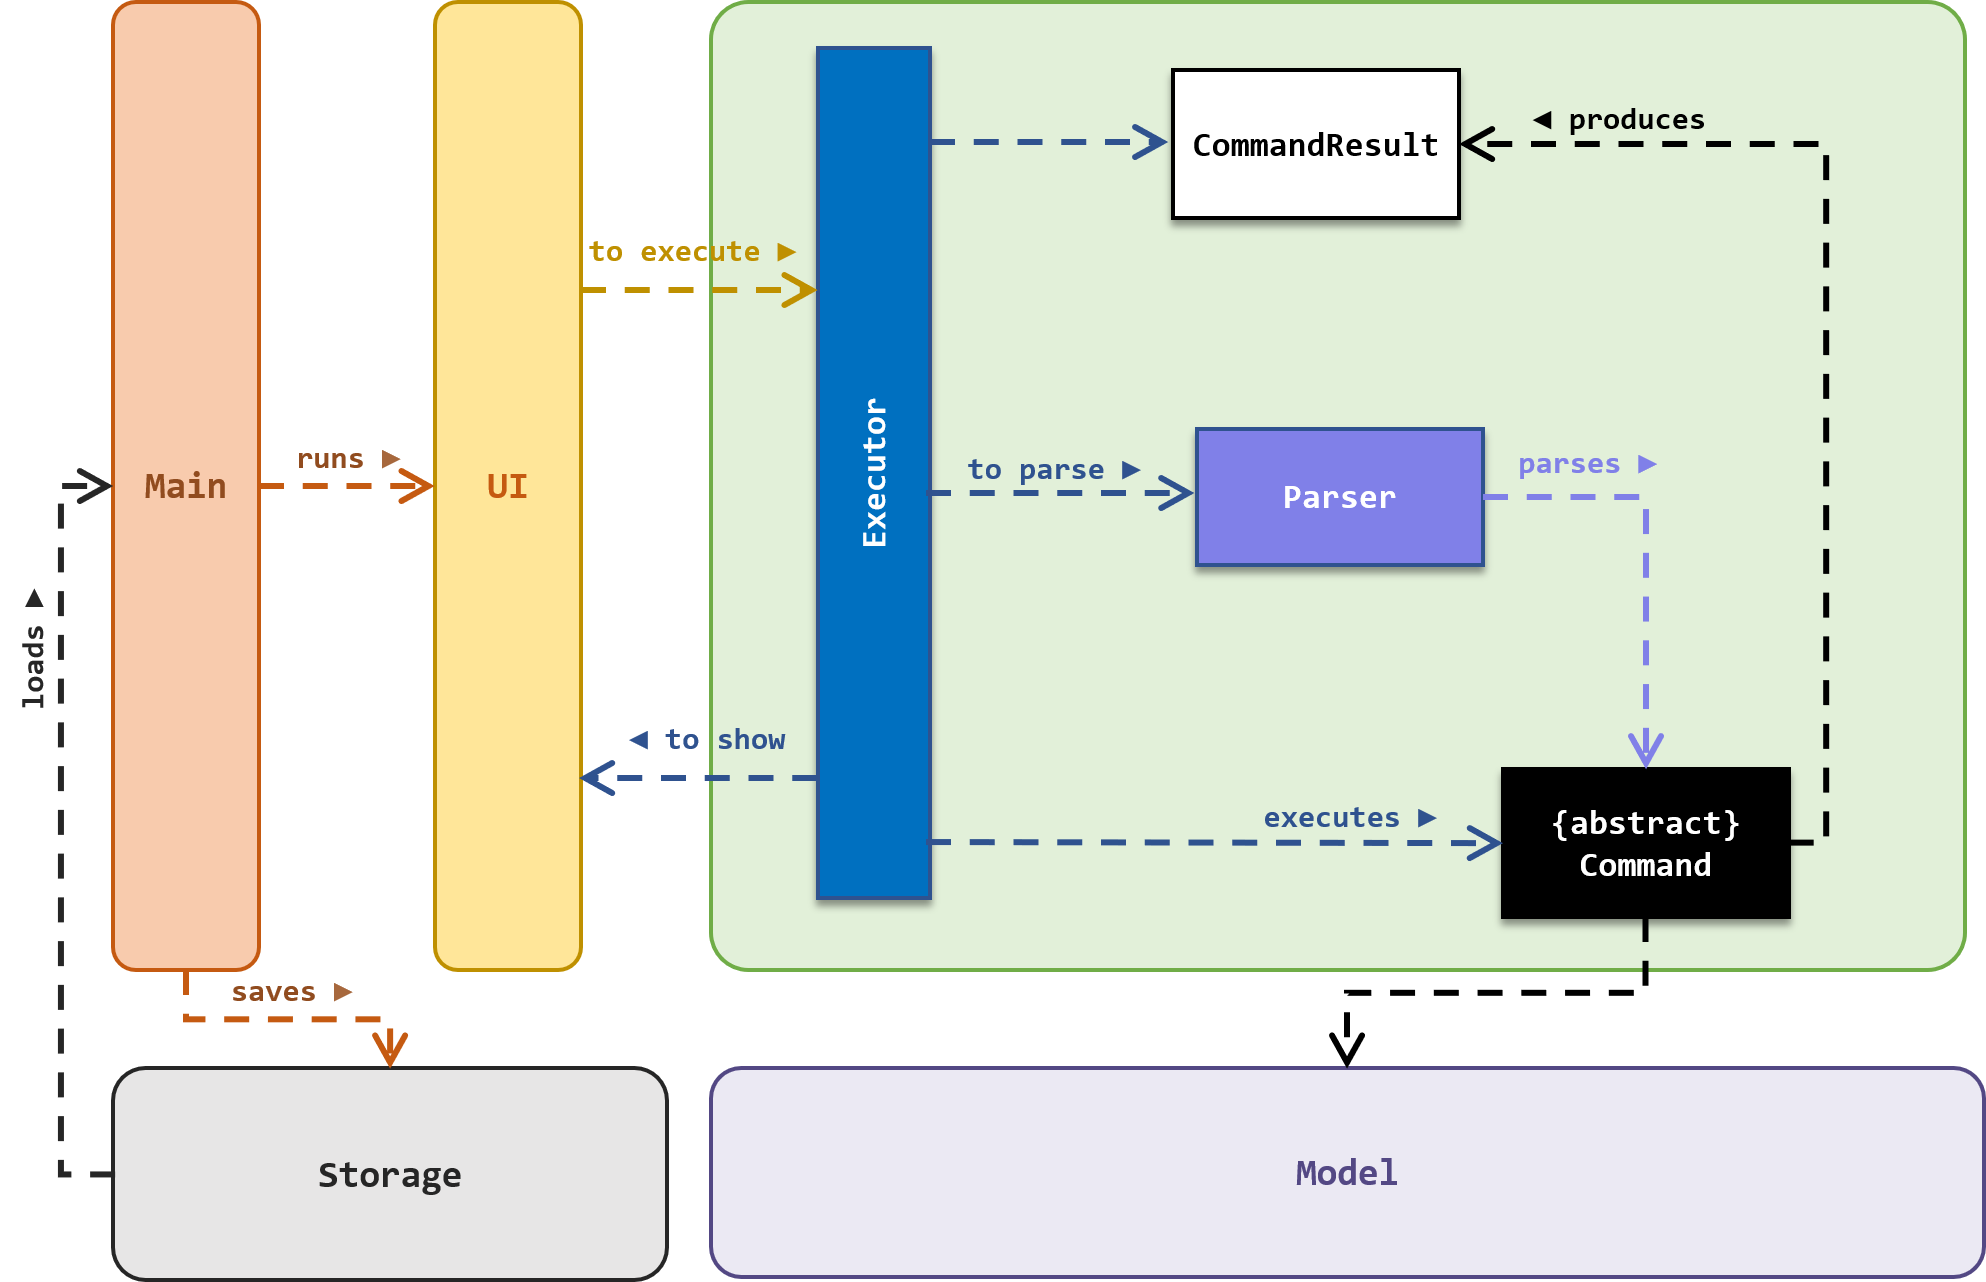 ◄ produces
CommandResult
to execute ►
Executor
runs ►
Main
UI
to parse ►
Parser
parses ►
loads ►
◄ to show
executes ►
{abstract}
Command
saves ►
Storage
Model